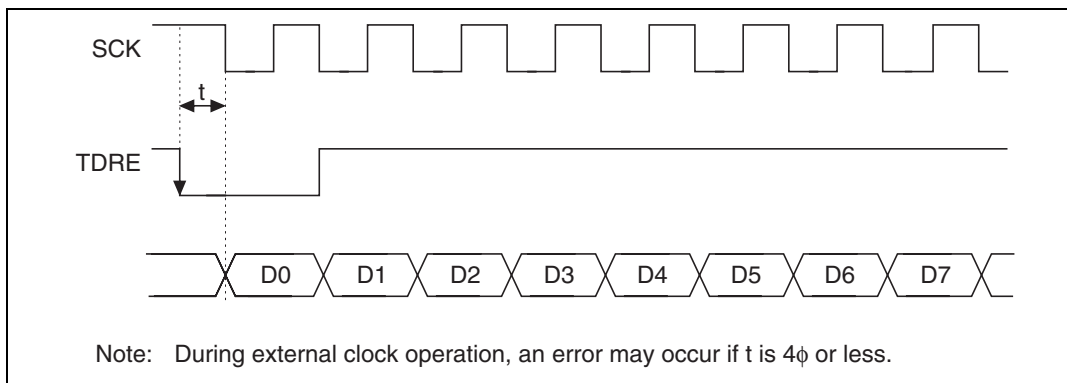 SCK
t
TDRE
D0 D1 D2 D3 D4 D5 D6 D7
Note: During external clock operation, an error may occur if t is 4ϕ or less.